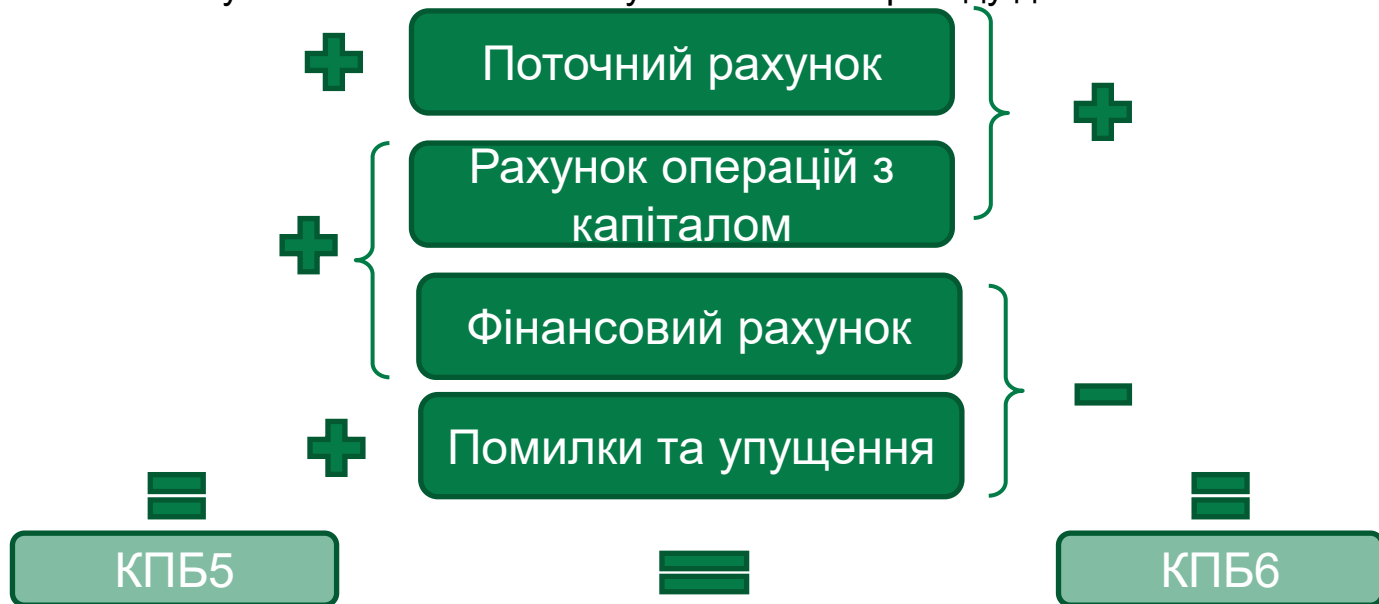 Поточний рахунок
Рахунок операцій з
капіталом
Фінансовий рахунок
Помилки та упущення
КПБ5
КПБ6